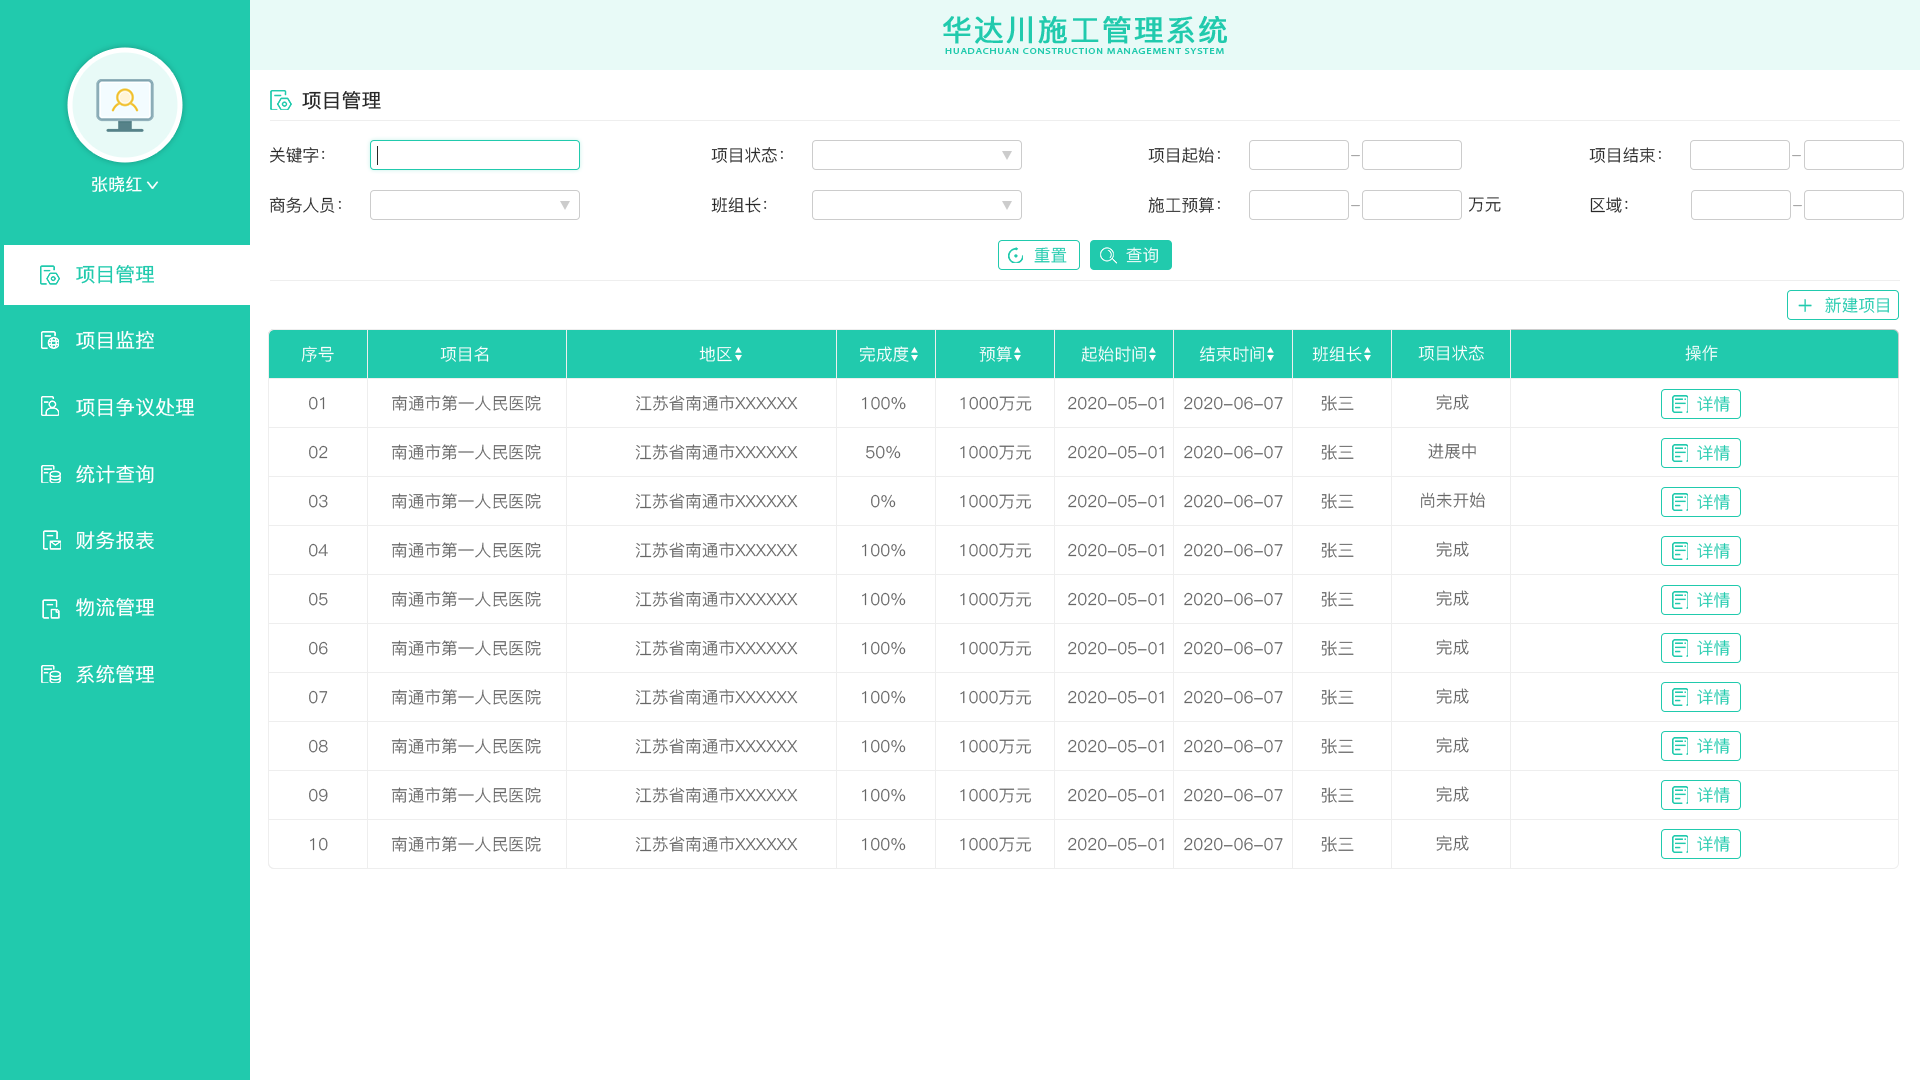 华达川施工管理系统
HUADACHUAN CONSTRUCTION MANAGEMENT SYSTEM
张晓红
项目管理
项目监控
项目争议处理
统计查询
财务报表
物流管理
系统管理
项目管理
关键字： 项目状态： 项目起始： – 项目结束： –
商务人员： 班组长： 施工预算： – 万元 区域： –
重置 查询
新建项目
序号 项目名 地区 完成度 预算 起始时间 结束时间 班组长 项目状态 操作
01 南通市第一人民医院 江苏省南通市XXXXXX 100% 1000万元 2020–05–01 2020–06–07 张三 完成 详情
02 南通市第一人民医院 江苏省南通市XXXXXX 50% 1000万元 2020–05–01 2020–06–07 张三 进展中 详情
03 南通市第一人民医院 江苏省南通市XXXXXX 0% 1000万元 2020–05–01 2020–06–07 张三 尚未开始 详情
04 南通市第一人民医院 江苏省南通市XXXXXX 100% 1000万元 2020–05–01 2020–06–07 张三 完成 详情
05 南通市第一人民医院 江苏省南通市XXXXXX 100% 1000万元 2020–05–01 2020–06–07 张三 完成 详情
06 南通市第一人民医院 江苏省南通市XXXXXX 100% 1000万元 2020–05–01 2020–06–07 张三 完成 详情
07 南通市第一人民医院 江苏省南通市XXXXXX 100% 1000万元 2020–05–01 2020–06–07 张三 完成 详情
08 南通市第一人民医院 江苏省南通市XXXXXX 100% 1000万元 2020–05–01 2020–06–07 张三 完成 详情
09 南通市第一人民医院 江苏省南通市XXXXXX 100% 1000万元 2020–05–01 2020–06–07 张三 完成 详情
10 南通市第一人民医院 江苏省南通市XXXXXX 100% 1000万元 2020–05–01 2020–06–07 张三 完成 详情